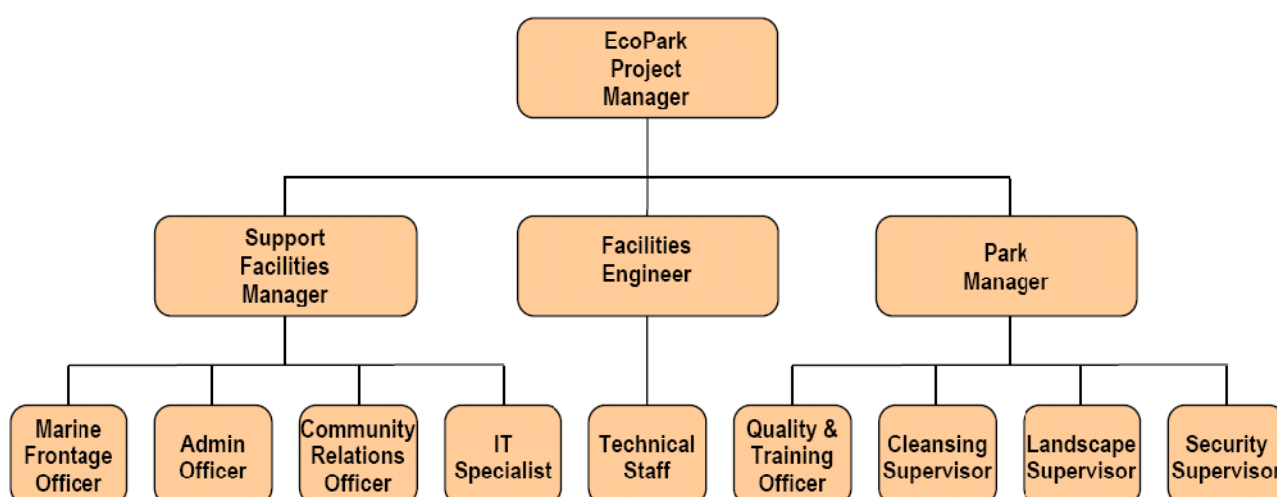 EcoPark
Project
Manager
Support
Facilities
Manager
Facilities
Engineer
Park
Manager
Marine
Frontage
Officer
Admin
Officer
Community
Relations
Officer
IT
Specialist
Technical
Staff
Quality &
Training
Officer
Cleansing
Supervisor
Landscape
Supervisor
Security
Supervisor